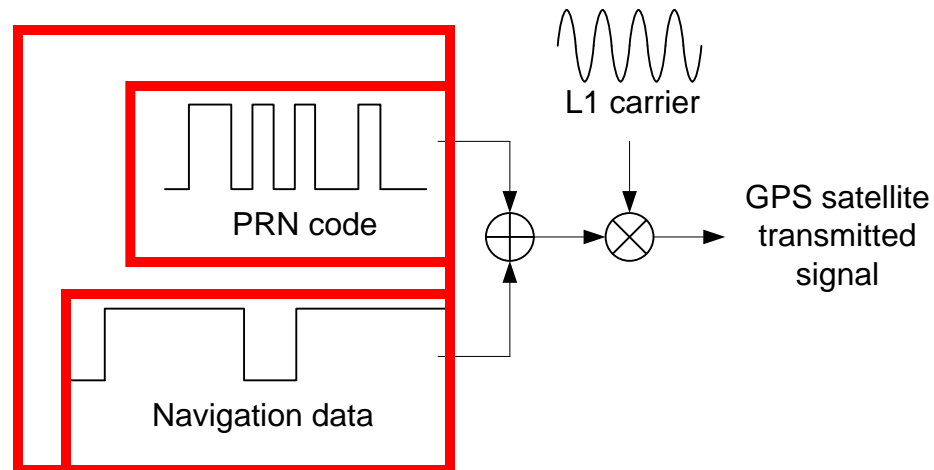 L1 carrier
PRN code
GPS satellite
transmitted
signal
Navigation data